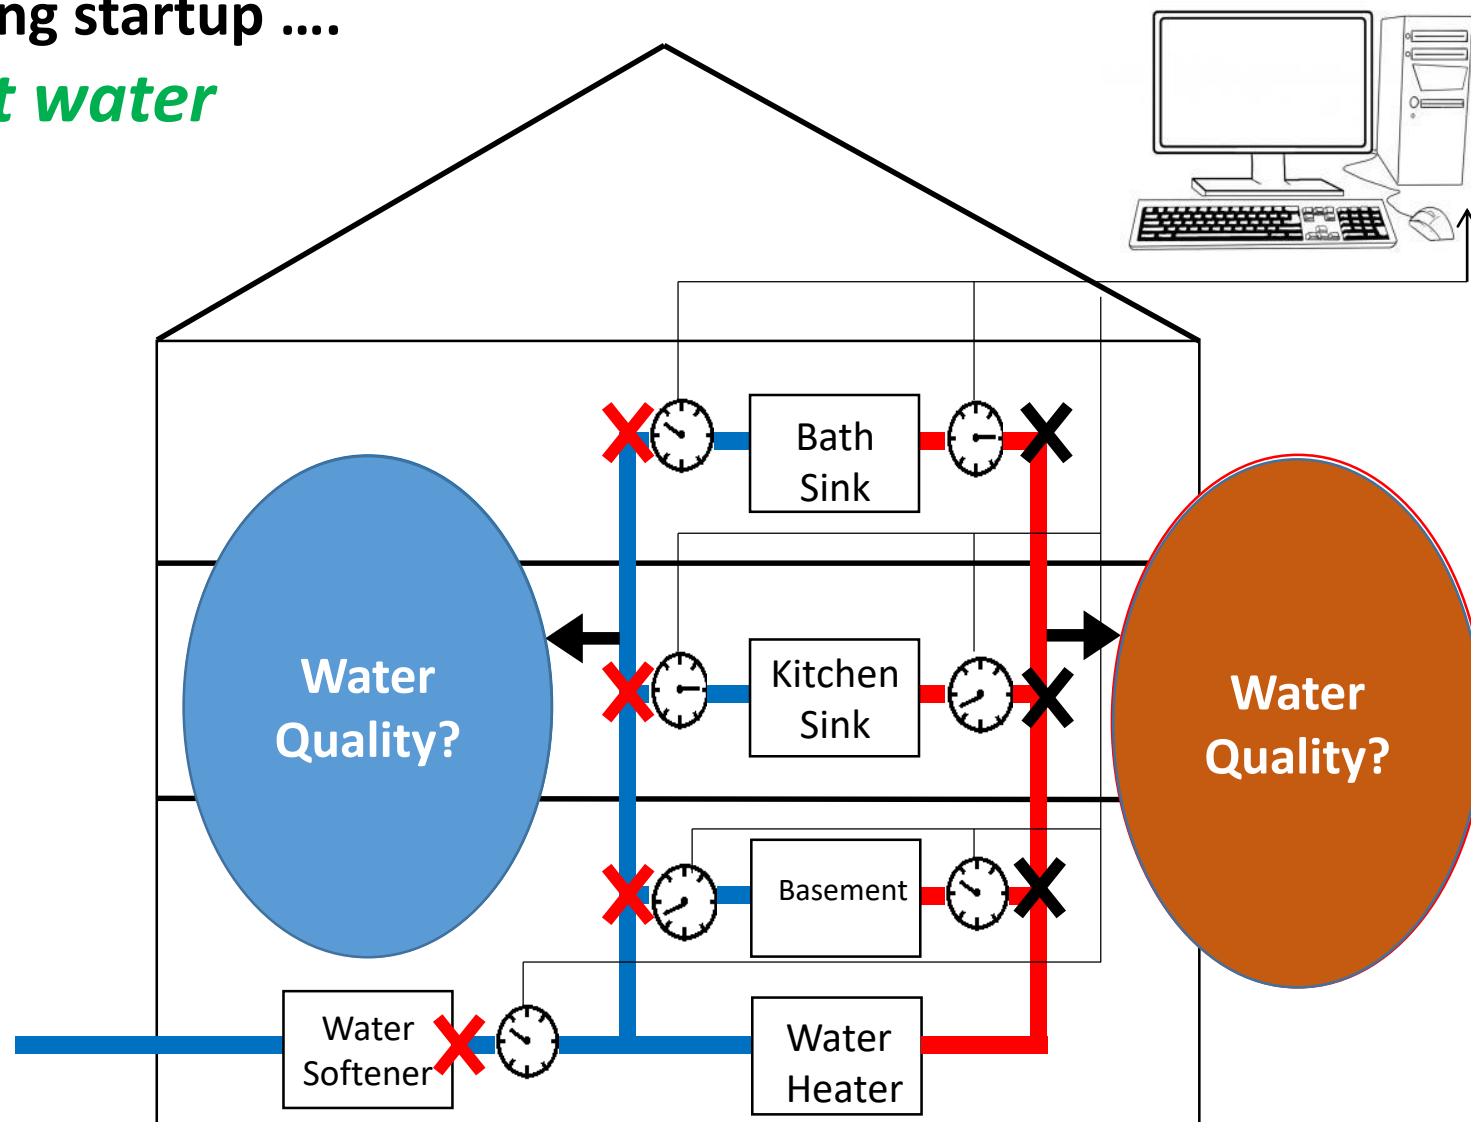 ng startup ....
t water
Bath
Sink
Water
Quality?
Kitchen
Sink
Water
Quality?
Basement
Water
Softener
Water
Heater